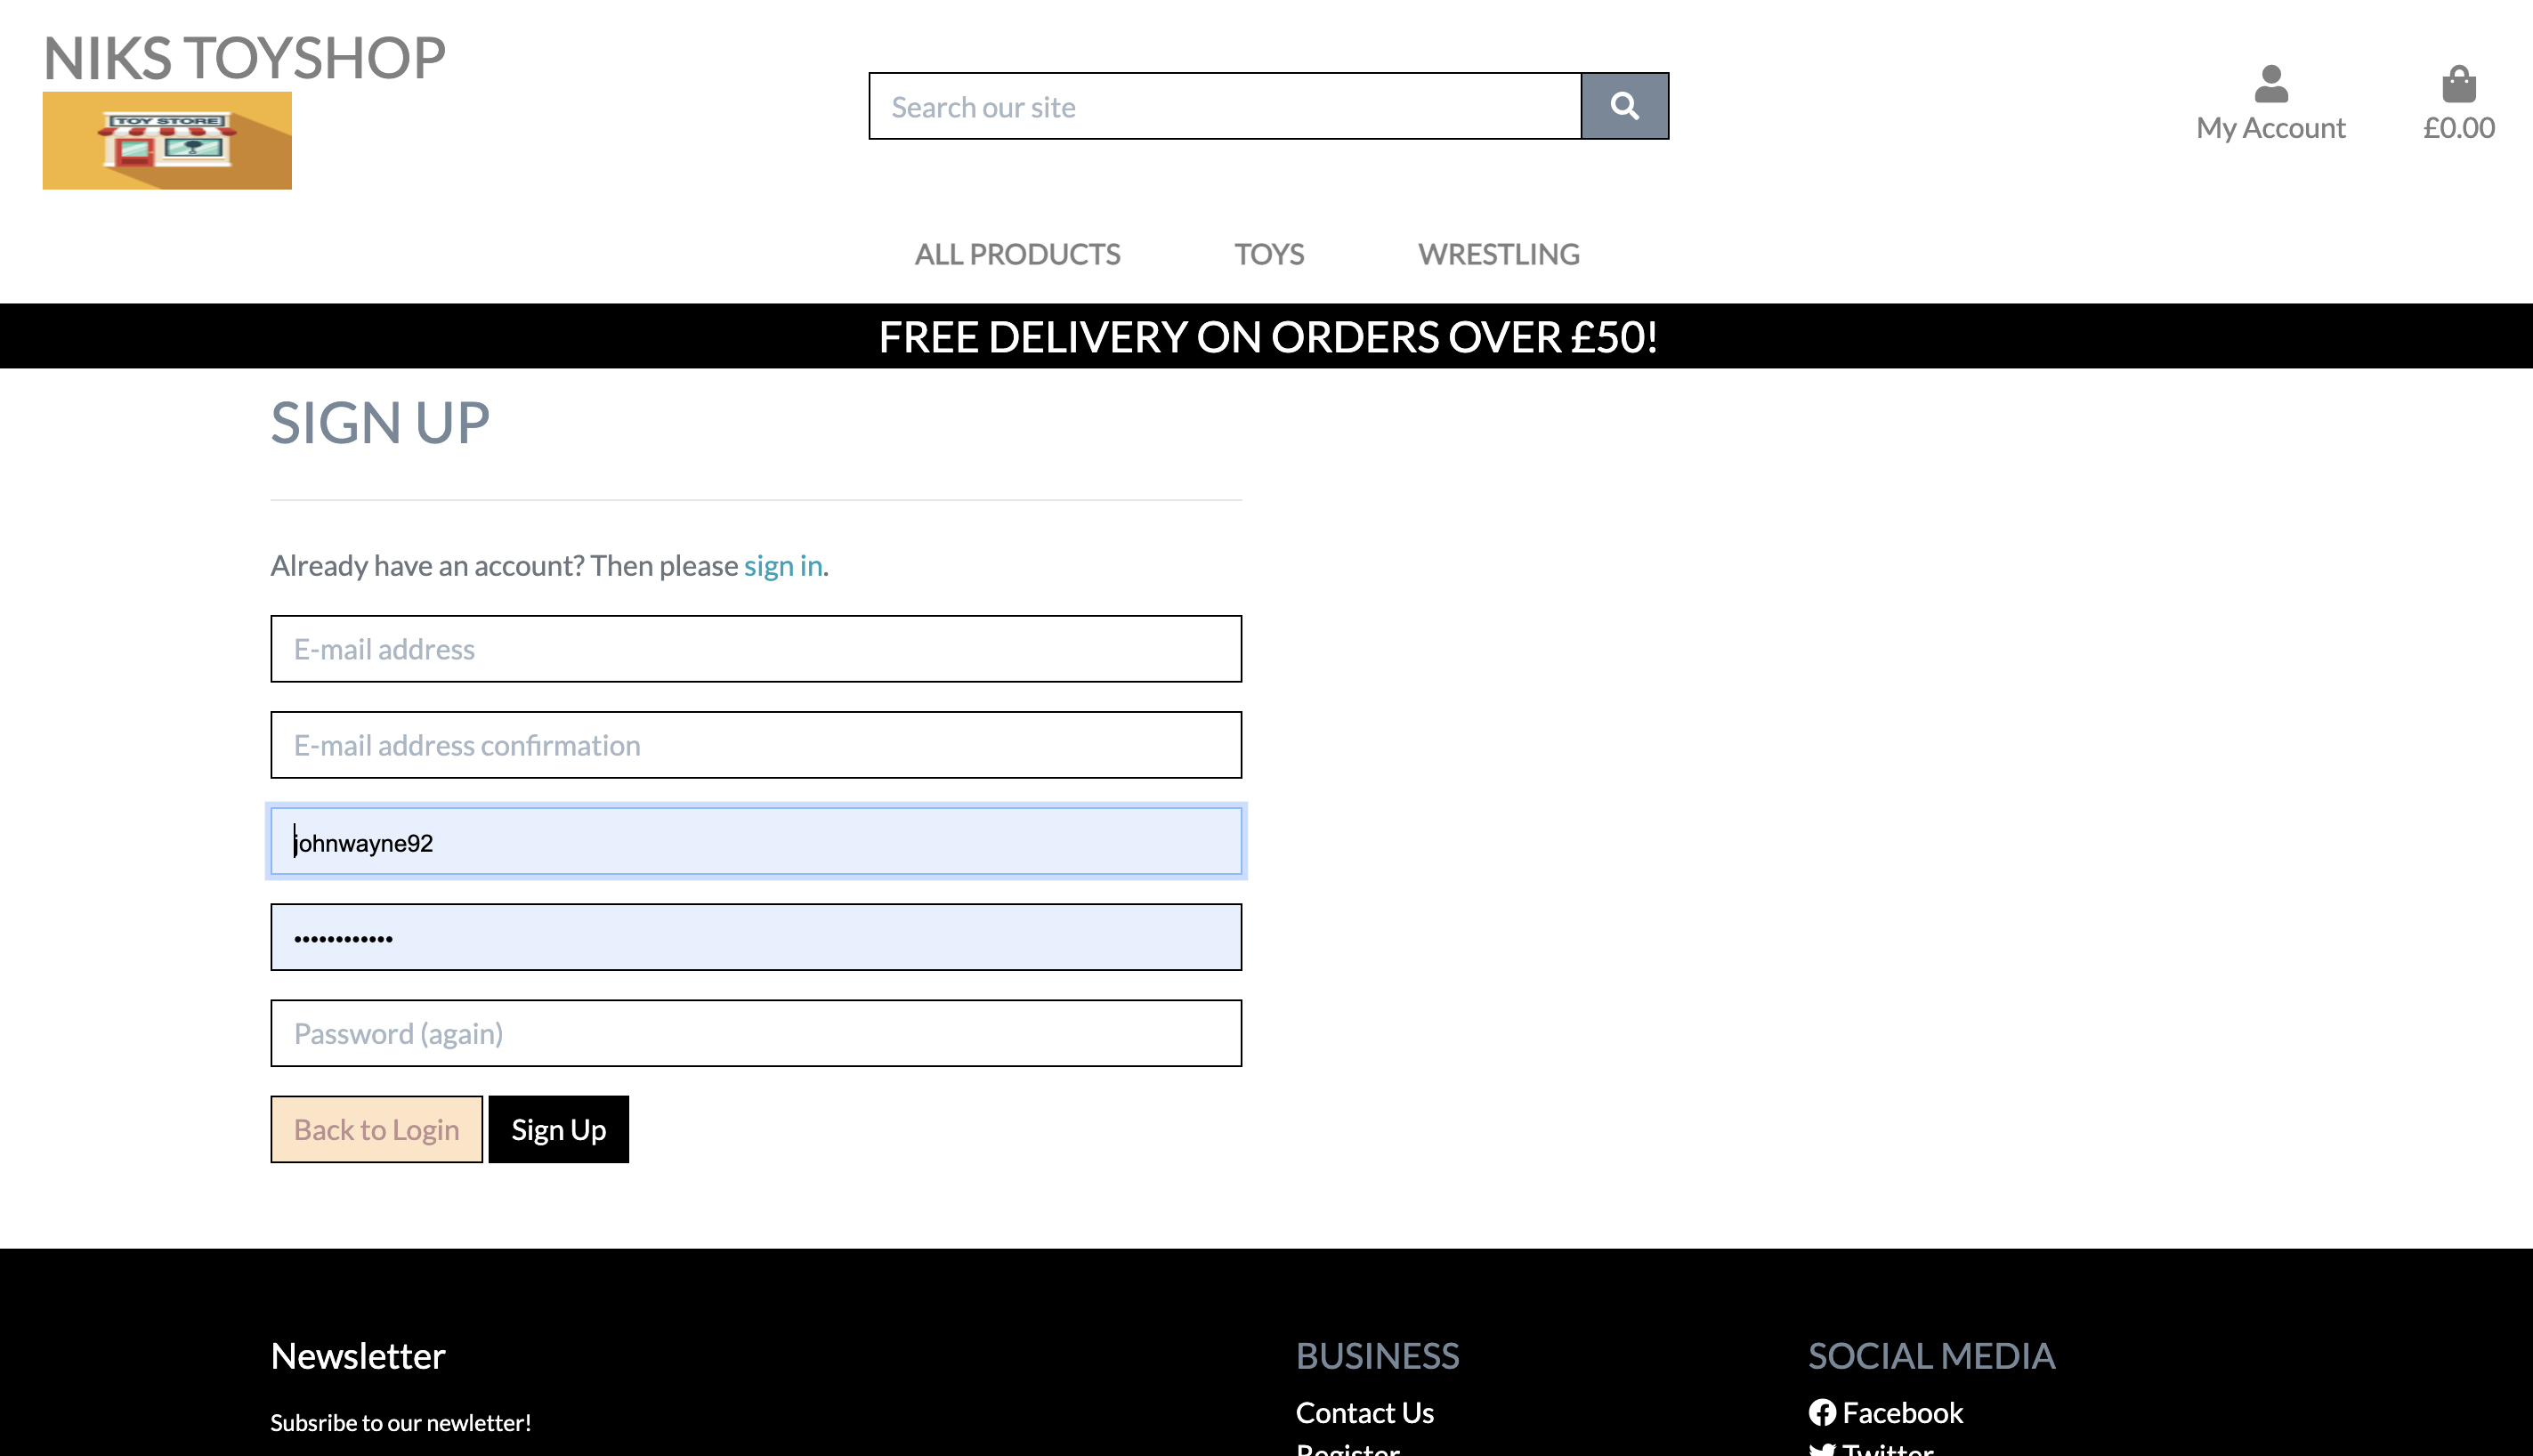 NIKS TOYSHOP
TOY STORE
Search our site
My Account
£0.00
ALL PRODUCTS
TOYS
WRESTLING
FREE DELIVERY ON ORDERS OVER £50!
SIGN UP
Already have an account? Then please sign in.
E-mail address
E-mail address confirmation
johnwayne92
••••••••••••
Password (again)
Back to Login
Sign Up
Newsletter
Subsribe to our newletter!
BUSINESS
Contact Us
Register
SOCIAL MEDIA
Facebook
Twitter